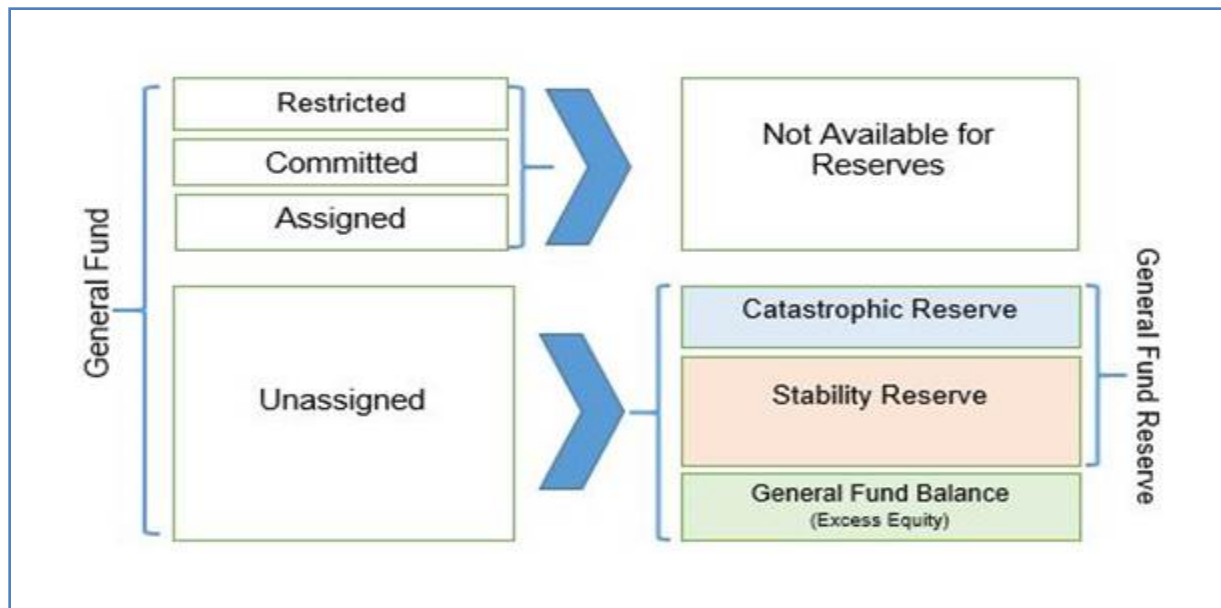 General Fund
Restricted
Committed
Assigned
Unassigned
Not Available for
Reserves
Catastrophic Reserve
Stability Reserve
General Fund Balance
(Excess Equity)
General Fund Reserve